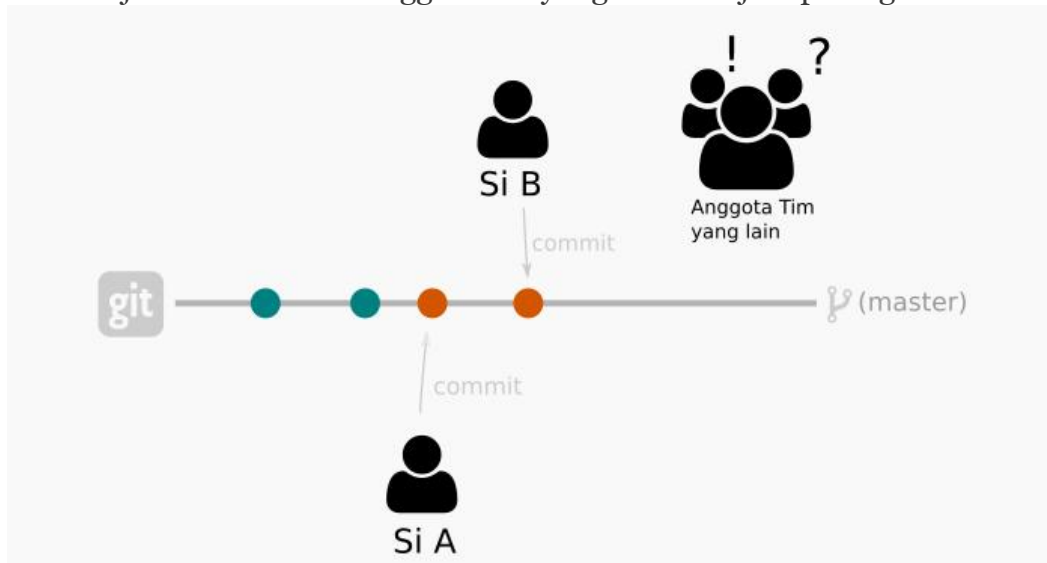 ! ?
Si B
Anggota Tim
yang lain
commit
git
(master)
commit
Si A